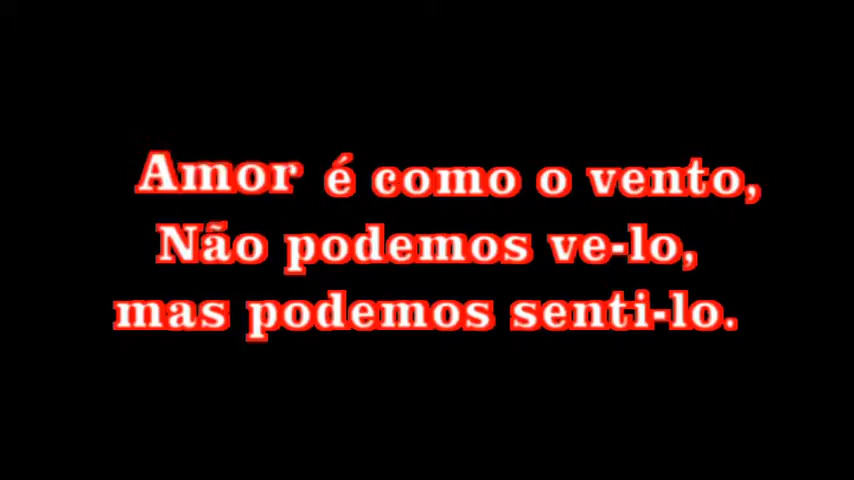 Amor é como o vento,
Não podemos ve-lo,
mas podemos senti-lo.